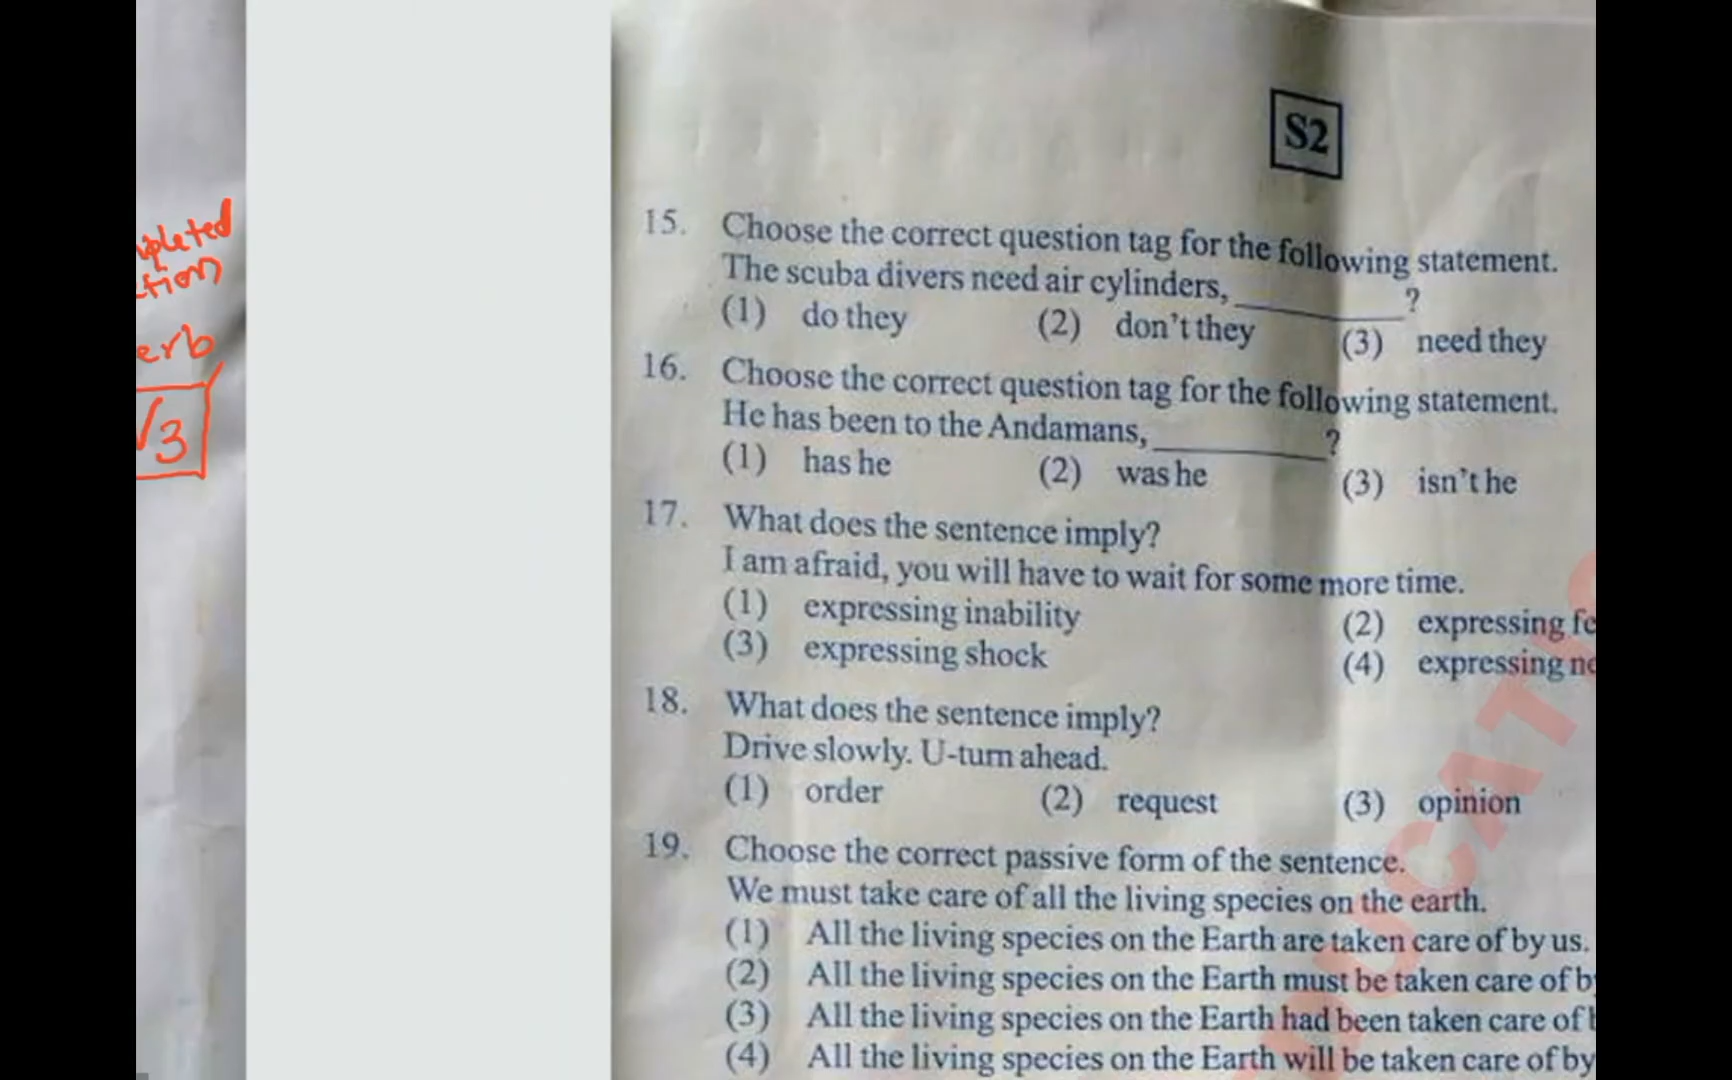 S2
15. Choose the correct question tag for the following statement.
The scuba divers need air cylinders, __________?
(1) do they (2) don't they (3) need they
16. Choose the correct question tag for the following statement.
He has been to the Andamans, __________?
(1) has he (2) was he (3) isn't he
17. What does the sentence imply?
I am afraid, you will have to wait for some more time.
(1) expressing inability (2) expressing
(3) expressing shock (4) expressing
18. What does the sentence imply?
Drive slowly. U-turn ahead.
(1) order (2) request (3) opinion
19. Choose the correct passive form of the sentence.
We must take care of all the living species on the earth.
(1) All the living species on the Earth are taken care of by us.
(2) All the living species on the Earth must be taken care of
(3) All the living species on the Earth had been taken care of
(4) All the living species on the Earth will be taken care of by
√3